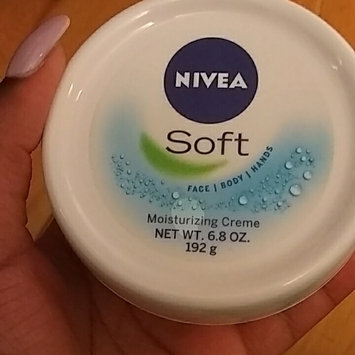 NIVEA
Soft
FACE | BODY | HANDS
Moisturizing Creme
NET WT. 6.8 OZ.
192 g